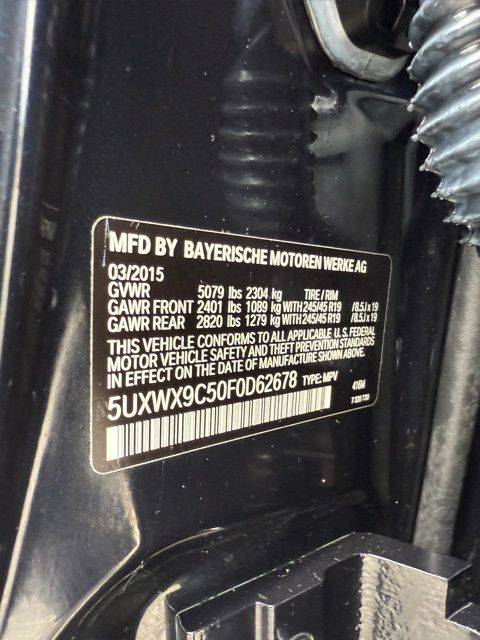 MFD BY BAYERISCHE MOTOREN WERKE AG
03/2015
GVWR 5079 lbs 2304 kg TIRE / RIM
GAWR FRONT 2401 lbs 1089 kg WITH 245/45 R19 / 8.5J x 19
GAWR REAR 2820 lbs 1279 kg WITH 245/45 R19 / 8.5J x 19
THIS VEHICLE CONFORMS TO ALL APPLICABLE U. S. FEDERAL
MOTOR VEHICLE SAFETY AND THEFT PREVENTION STANDARDS
IN EFFECT ON THE DATE OF MANUFACTURE SHOWN ABOVE
5UXWX9C50F0D62678 TYPE: MPV 416M
7 320 730